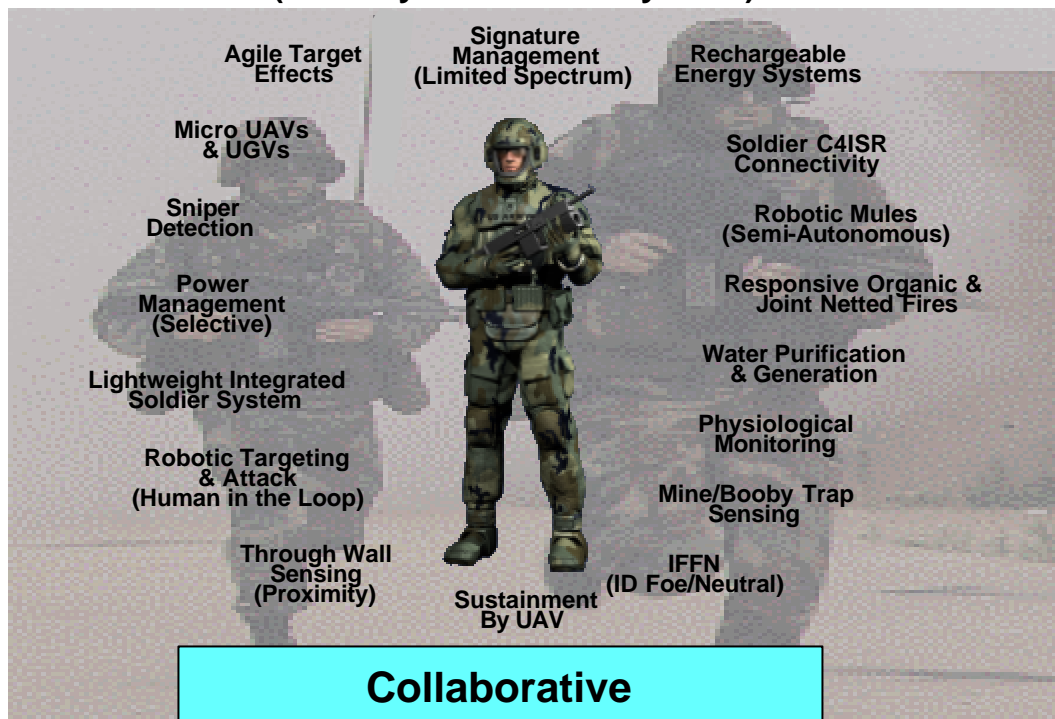 Agile Target
Effects
Signature
Management
(Limited Spectrum)
Rechargeable
Energy Systems
Micro UAVs
& UGVs
Soldier C4ISR
Connectivity
Sniper
Detection
Robotic Mules
(Semi-Autonomous)
Power
Management
(Selective)
Responsive Organic &
Joint Netted Fires
Lightweight Integrated
Soldier System
Water Purification
& Generation
Robotic Targeting
& Attack
(Human in the Loop)
Physiological
Monitoring
Mine/Booby Trap
Sensing
Through Wall
Sensing
(Proximity)
Sustainment
By UAV
IFFN
(ID Foe/Neutral)
Collaborative